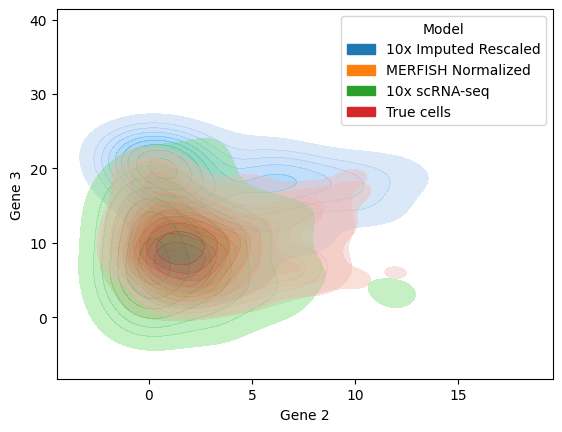 Model
10x Imputed Rescaled
MERFISH Normalized
10x scRNA-seq
True cells
40
30
20
10
0
Gene 3
0 5 10 15
Gene 2